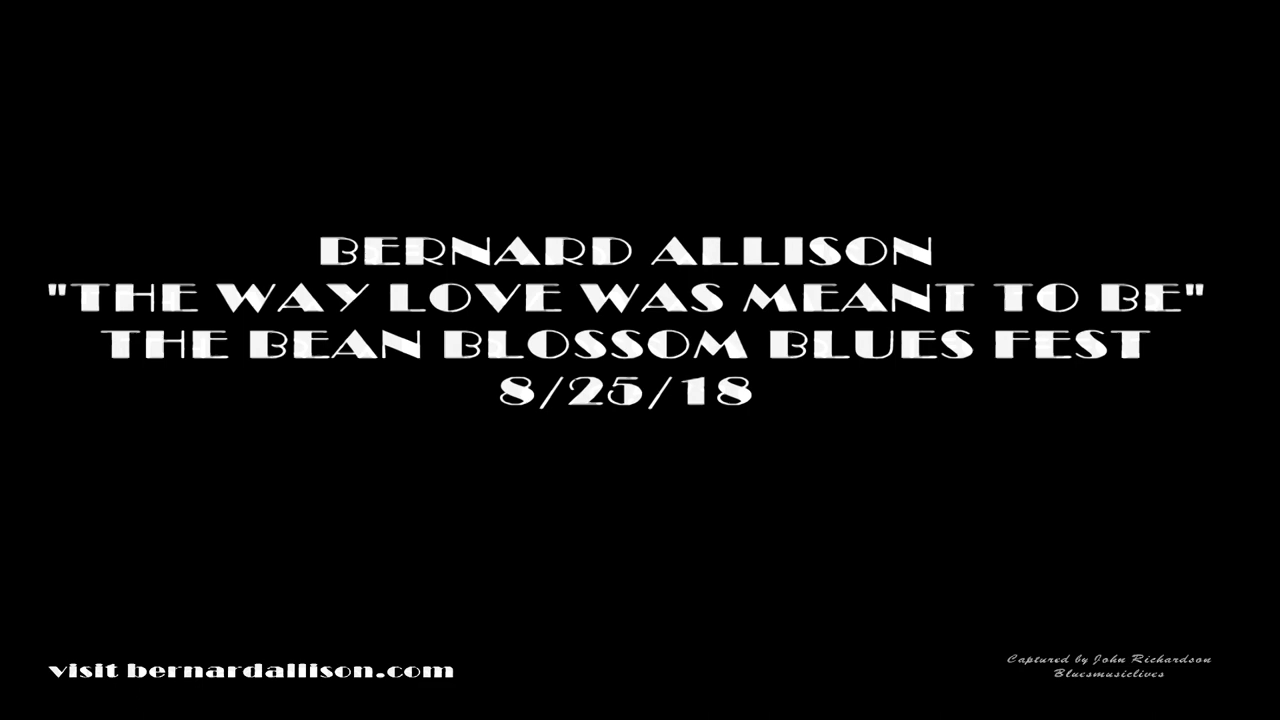 BERNARD ALLISON
"THE WAY LOVE WAS MEANT TO BE"
THE BEAN BLOSSOM BLUES FEST
8/25/18
visit bernardallison.com
Captured by John Richardson
Bluesmusiclives